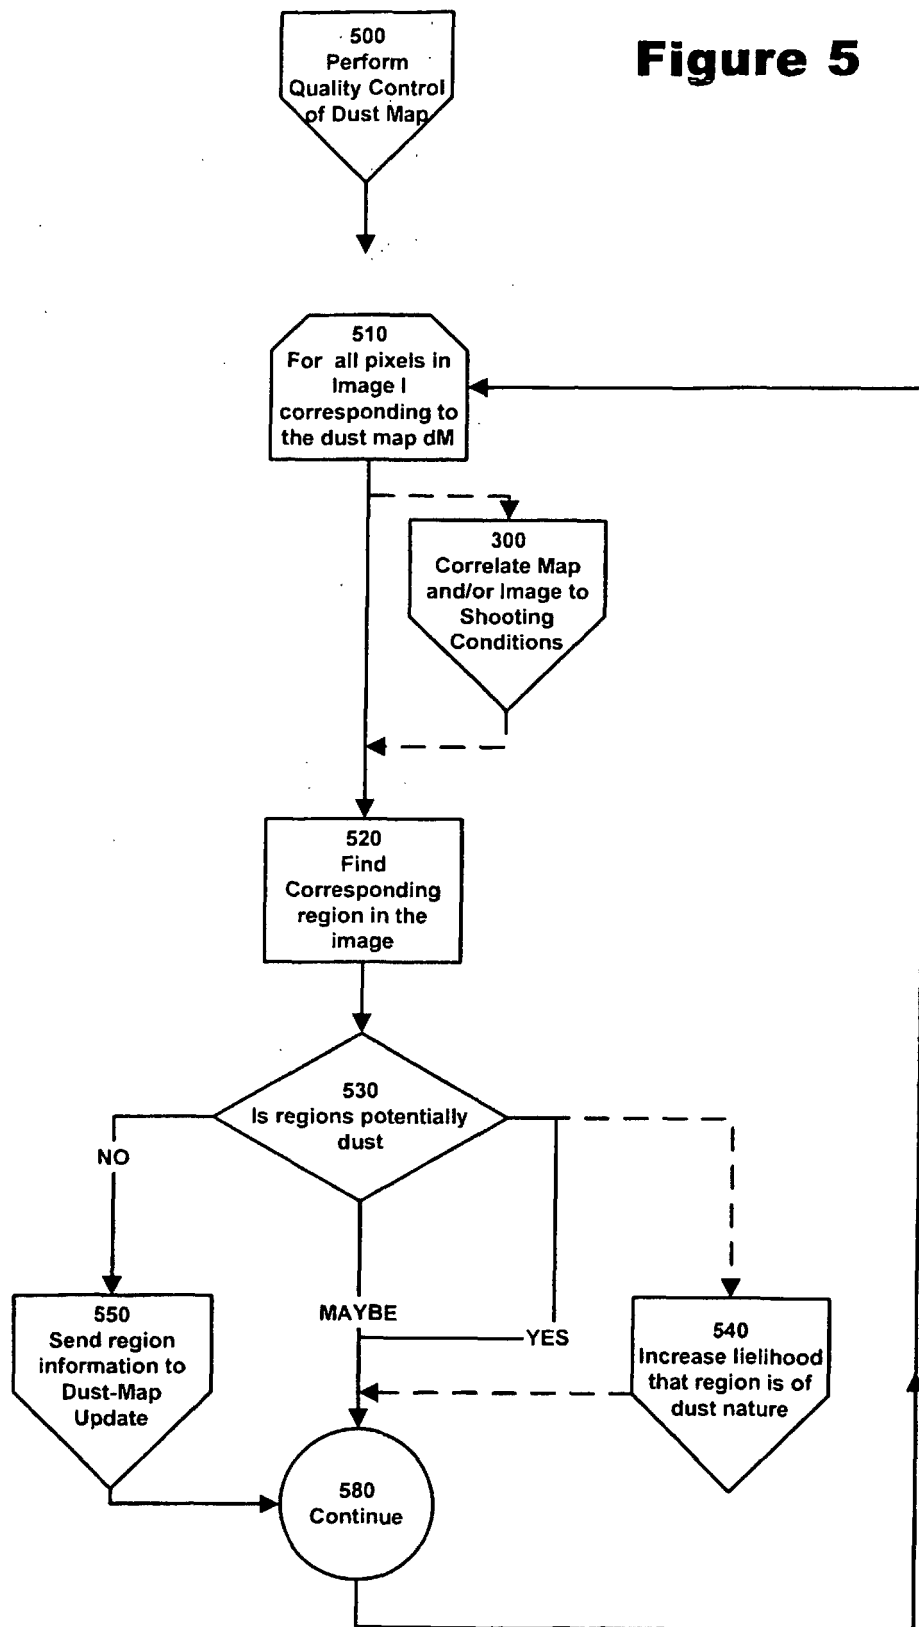 Figure 5
500
Perform
Quality Control
of Dust Map
510
For all pixels in
Image I
corresponding to
the dust map dM
300
Correlate Map
and/or Image to
Shooting
Conditions
520
Find
Corresponding
region in the
image
530
Is regions potentially
dust
NO
MAYBE
YES
550
Send region
information to
Dust-Map
Update
540
Increase lielihood
that region is of
dust nature
580
Continue